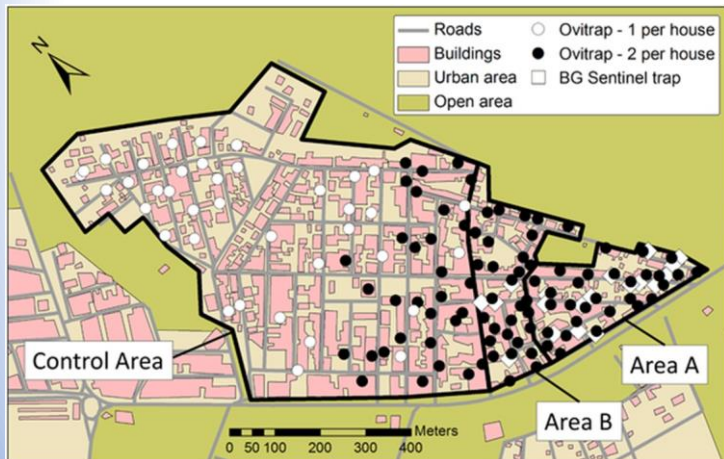 Roads
Ovitrap - 1 per house
Buildings
Ovitrap - 2 per house
Urban area
BG Sentinel trap
Open area
N
Control Area
Area A
Area B
Meters
0 50 100 200 300 400